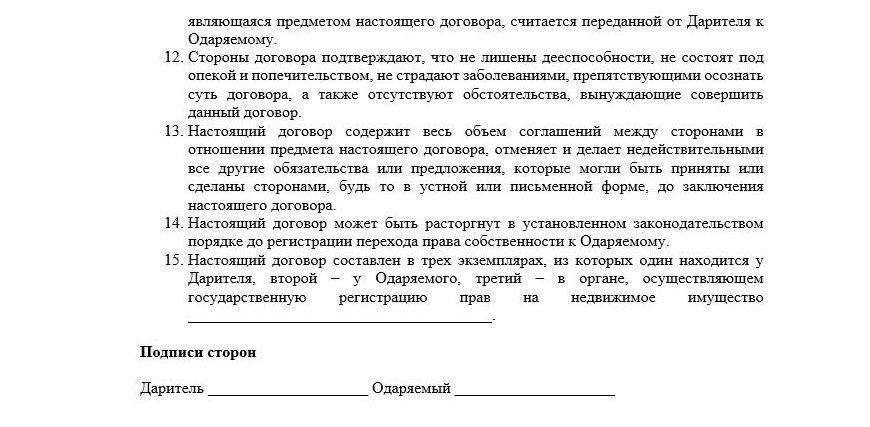 являющаяся предметом настоящего договора, считается переданной от Дарителя к
Одаряемому.
12. Стороны договора подтверждают, что не лишены дееспособности, не состоят под
опекой и попечительством, не страдают заболеваниями, препятствующими осознать
суть договора, а также отсутствуют обстоятельства, вынуждающие совершить
данный договор.
13. Настоящий договор содержит весь объем соглашений между сторонами в
отношении предмета настоящего договора, отменяет и делает недействительными
все другие обязательства или предложения, которые могли быть приняты или
сделаны сторонами, будь то в устной или письменной форме, до заключения
настоящего договора.
14. Настоящий договор может быть расторгнут в установленном законодательством
порядке до регистрации перехода права собственности к Одаряемому.
15. Настоящий договор составлен в трех экземплярах, из которых один находится у
Дарителя, второй – у Одаряемого, третий – в органе, осуществляющем
государственную регистрацию прав на недвижимое имущество
______________________________________.
Подписи сторон
Даритель ____________________ Одаряемый ____________________